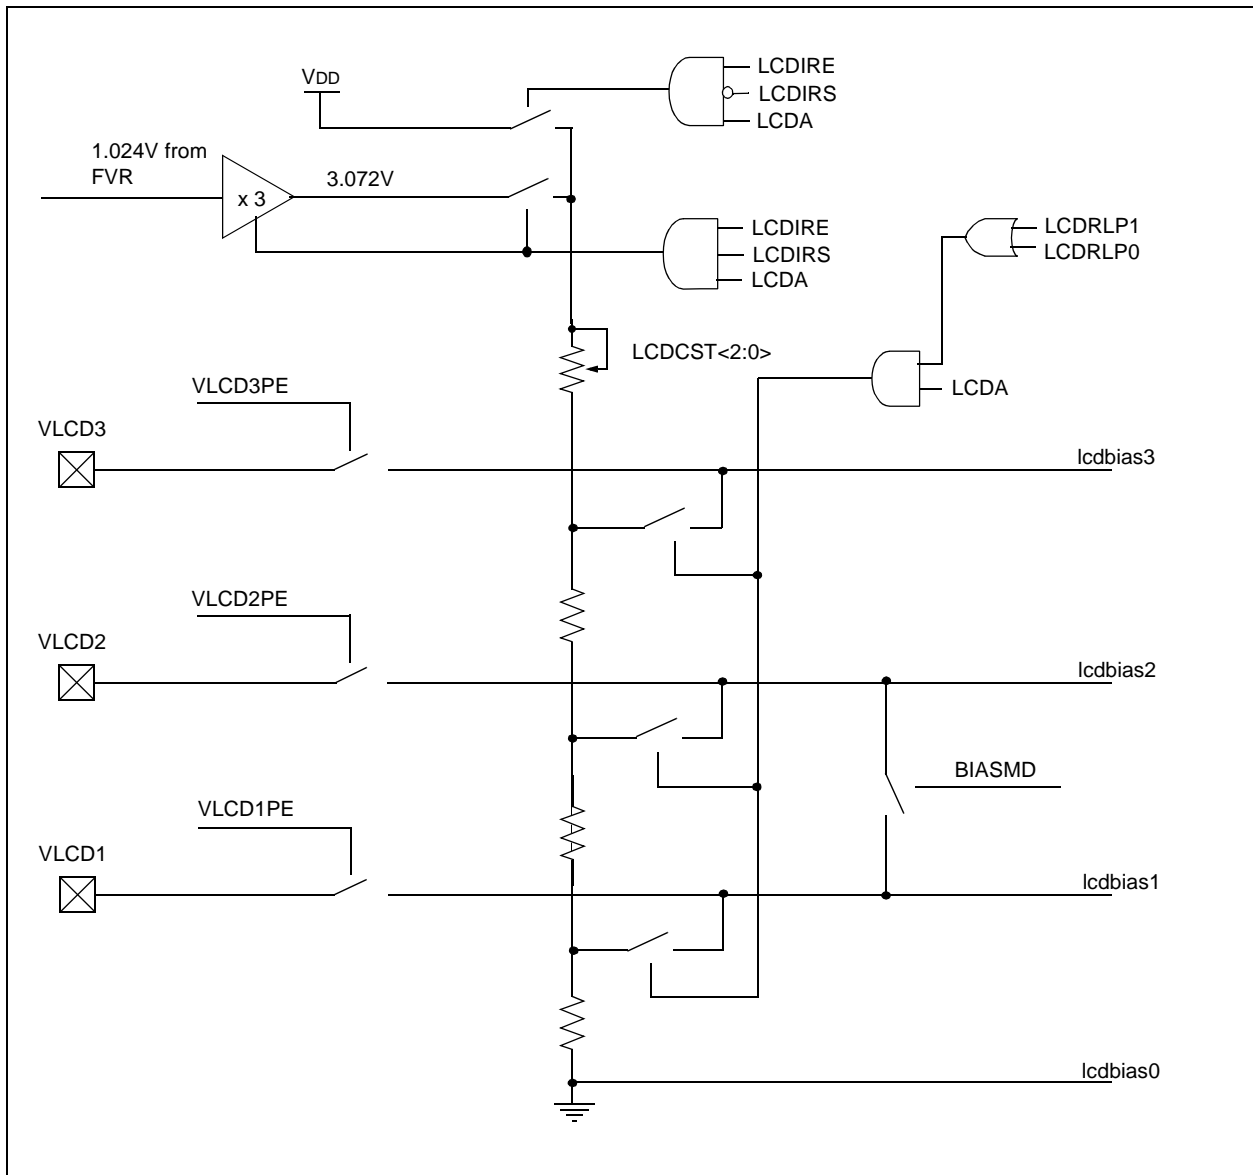 LCDIRE
VDD
LCDIRS
LCDA
1.024V from
FVR
3.072V
x 3
LCDIRE
LCDIRS
LCDA
LCDRLP1
LCDRLP0
LCDCST<2:0>
LCDA
VLCD3PE
VLCD3
lcdbias3
VLCD2PE
VLCD2
lcdbias2
BIASMD
VLCD1PE
VLCD1
lcdbias1
lcdbias0